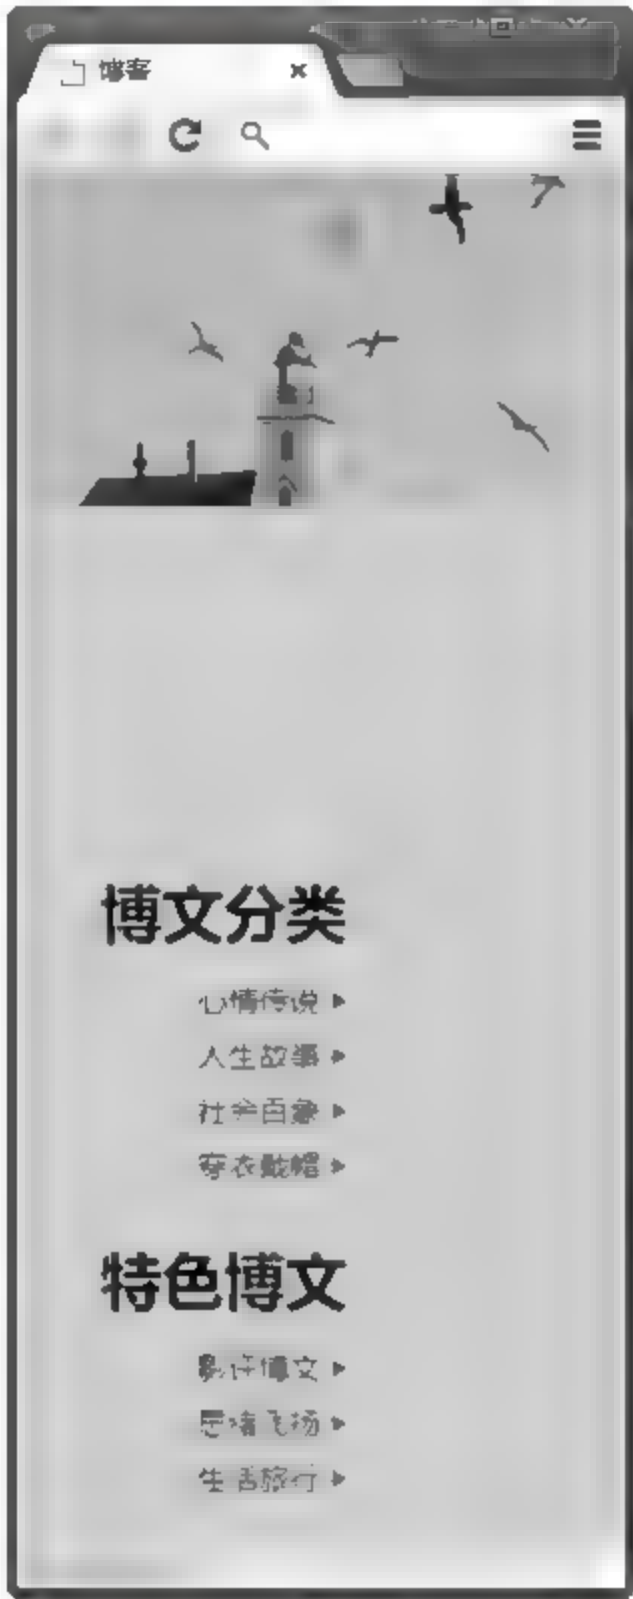 博客
博文分类
心情传说
人生故事
社会百象
穿衣戴帽
特色博文
影评博文
思绪飞扬
生活旅行